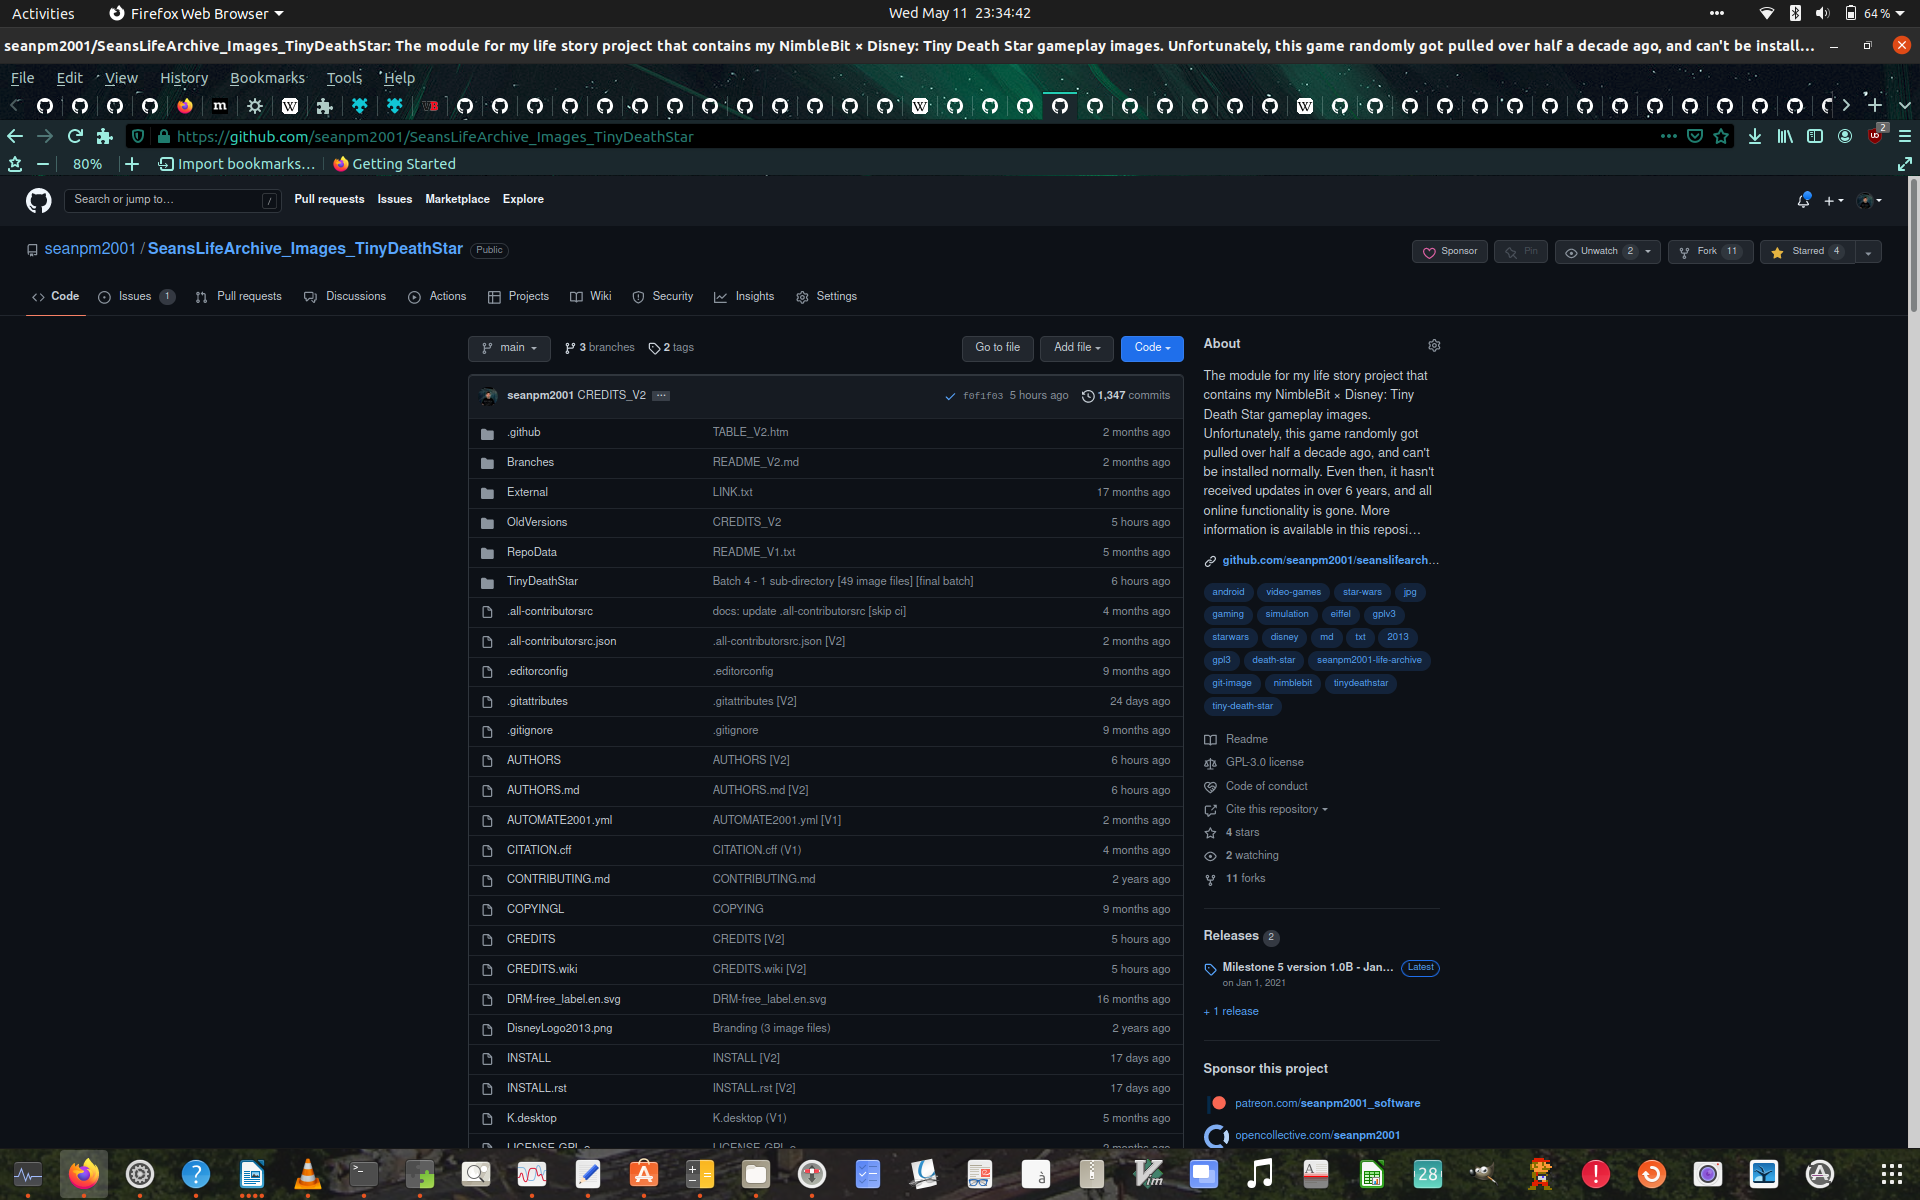 Activities
Firefox Web Browser
Wed May 11 23:34:42
64 %
seanpm2001/SeansLifeArchive_Images_TinyDeathStar: The module for my life story project that contains my NimbleBit × Disney: Tiny Death Star gameplay images. Unfortunately, this game randomly got pulled over half a decade ago, and can't be install…
File Edit View History Bookmarks Tools Help
https://github.com/seanpm2001/SeansLifeArchive_Images_TinyDeathStar
2
80%
Import bookmarks…
Getting Started
Search or jump to…
/
Pull requests Issues Marketplace Explore
seanpm2001 / SeansLifeArchive_Images_TinyDeathStar Public
Sponsor
Pin
Unwatch 2
Fork 11
Starred 4
Code
Issues 1
Pull requests
Discussions
Actions
Projects
Wiki
Security
Insights
Settings
main
3 branches
2 tags
Go to file
Add file
Code
seanpm2001 CREDITS_V2 ...
f0f1f03 5 hours ago
1,347 commits
.github TABLE_V2.htm 2 months ago
Branches README_V2.md 2 months ago
External LINK.txt 17 months ago
OldVersions CREDITS_V2 5 hours ago
RepoData README_V1.txt 5 months ago
TinyDeathStar Batch 4 - 1 sub-directory [49 image files] [final batch] 6 hours ago
.all-contributorsrc docs: update .all-contributorsrc [skip ci] 4 months ago
.all-contributorsrc.json .all-contributorsrc.json [V2] 2 months ago
.editorconfig .editorconfig 9 months ago
.gitattributes .gitattributes [V2] 24 days ago
.gitignore .gitignore 9 months ago
AUTHORS AUTHORS [V2] 6 hours ago
AUTHORS.md AUTHORS.md [V2] 6 hours ago
AUTOMATE2001.yml AUTOMATE2001.yml [V1] 2 months ago
CITATION.cff CITATION.cff (V1) 4 months ago
CONTRIBUTING.md CONTRIBUTING.md 2 years ago
COPYINGL COPYING 9 months ago
CREDITS CREDITS [V2] 5 hours ago
CREDITS.wiki CREDITS.wiki [V2] 5 hours ago
DRM-free_label.en.svg DRM-free_label.en.svg 16 months ago
DisneyLogo2013.png Branding (3 image files) 2 years ago
INSTALL INSTALL [V2] 17 days ago
INSTALL.rst INSTALL.rst [V2] 17 days ago
K.desktop K.desktop (V1) 5 months ago
About
The module for my life story project that
contains my NimbleBit × Disney: Tiny
Death Star gameplay images.
Unfortunately, this game randomly got
pulled over half a decade ago, and can't
be installed normally. Even then, it hasn't
received updates in over 6 years, and all
online functionality is gone. More
information is available in this reposi…
github.com/seanpm2001/seanslifearch…
android video-games star-wars jpg
gaming simulation eiffel gplv3
starwars disney md txt 2013
gpl3 death-star seanpm2001-life-archive
git-image nimblebit tinydeathstar
tiny-death-star
Readme
GPL-3.0 license
Code of conduct
Cite this repository
4 stars
2 watching
11 forks
Releases 2
Milestone 5 version 1.0B - Jan… Latest
on Jan 1, 2021
+ 1 release
Sponsor this project
patreon.com/seanpm2001_software
opencollective.com/seanpm2001
28